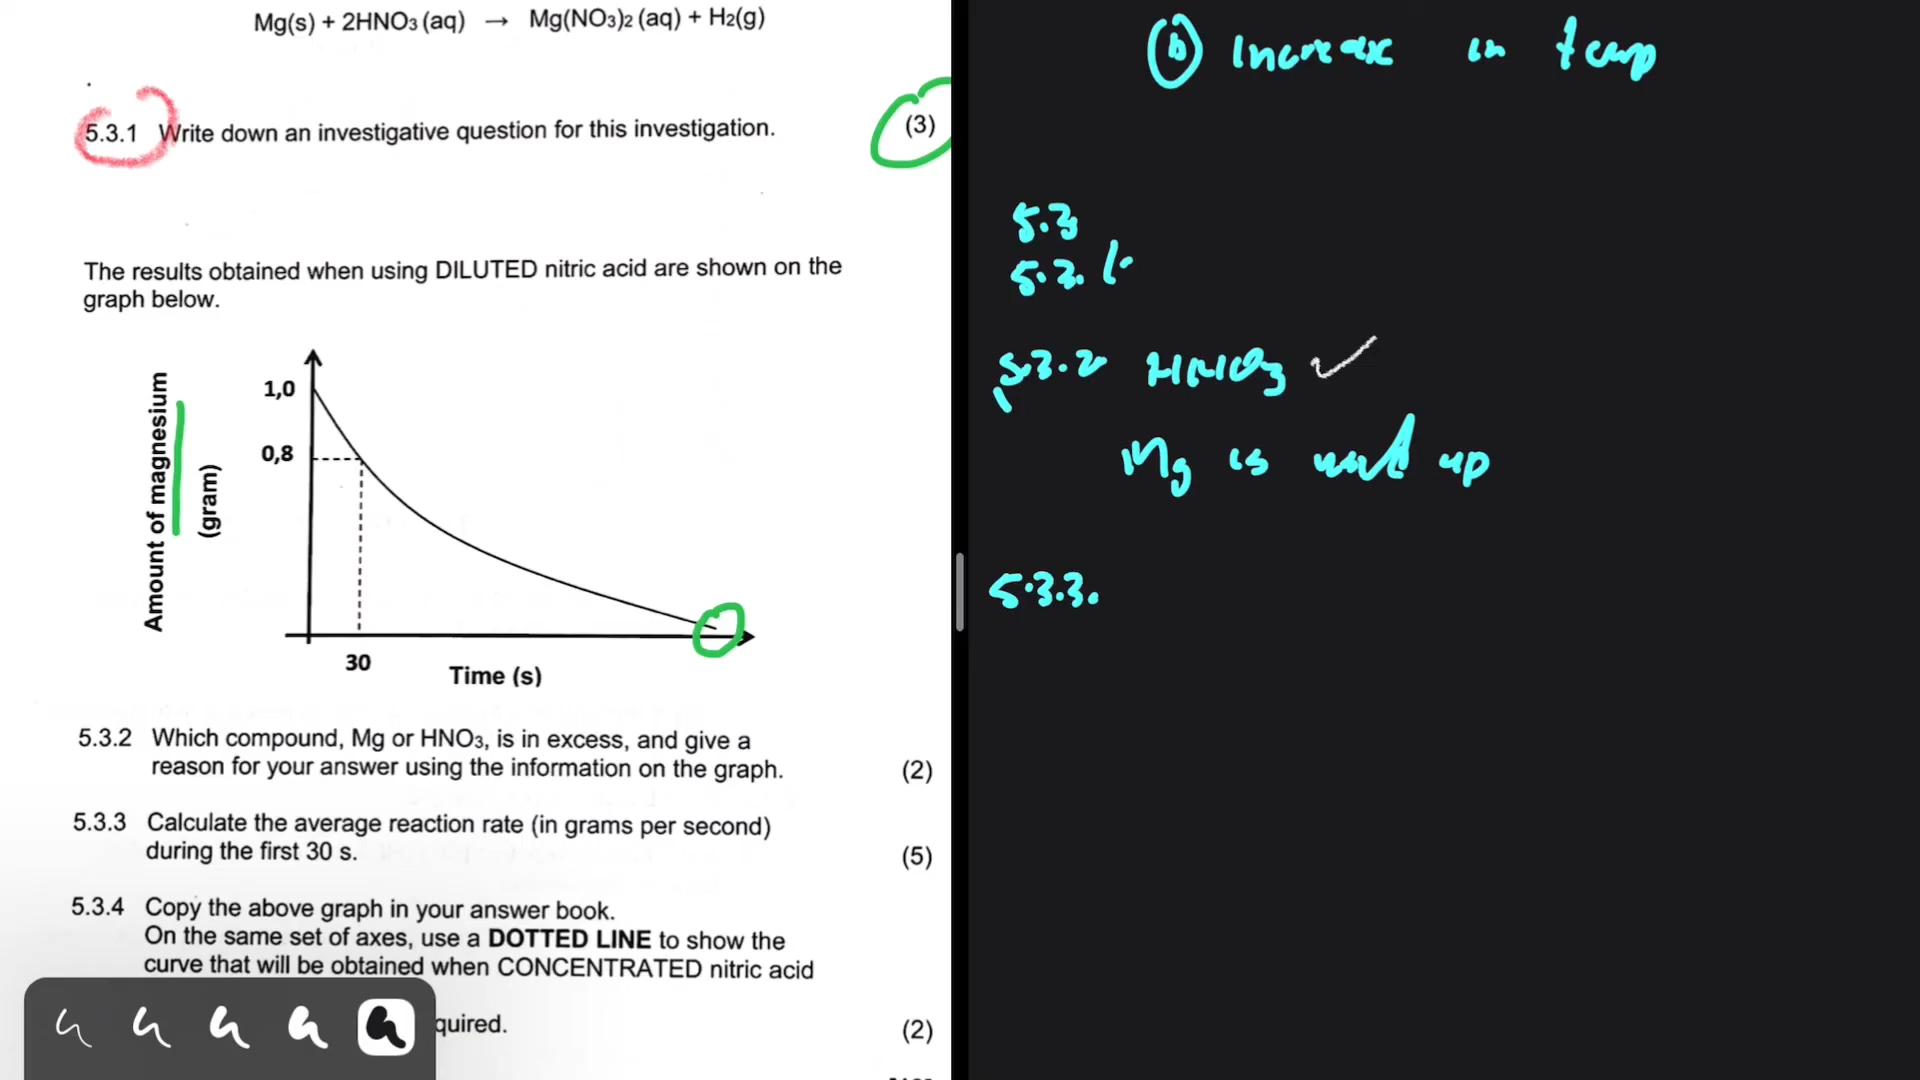 Mg(s) + 2HNO3 (aq) → Mg(NO3)2 (aq) + H2(g)
5.3.1 Write down an investigative question for this investigation. (3)
The results obtained when using DILUTED nitric acid are shown on the
graph below.
Amount of magnesium
(gram)
1,0
0,8
30
Time (s)
5.3.2 Which compound, Mg or HNO3, is in excess, and give a
reason for your answer using the information on the graph. (2)
5.3.3 Calculate the average reaction rate (in grams per second)
during the first 30 s. (5)
5.3.4 Copy the above graph in your answer book.
On the same set of axes, use a DOTTED LINE to show the
curve that will be obtained when CONCENTRATED nitric acid
quired. (2)
(b) Increase in temp
5.3
5.3.1.
5.3.2 HNO3 ✓
Mg is used up
5.3.3.